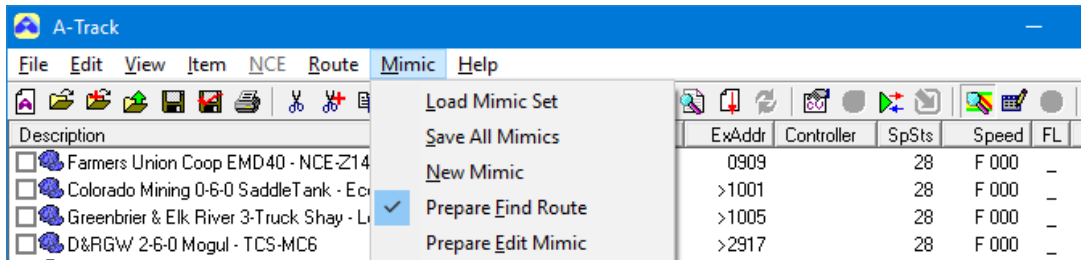 A-Track
File Edit View Item NCE Route Mimic Help
Load Mimic Set
Save All Mimics
New Mimic
Prepare Find Route
Prepare Edit Mimic
Description ExAddr Controller SpSts Speed FL
Farmers Union Coop EMD40 - NCE-Z14 0909 28 F 000 _
Colorado Mining 0-6-0 SaddleTank - Eco >1001 28 F 000 _
Greenbrier & Elk River 3-Truck Shay - L >1005 28 F 000 _
D&RGW 2-6-0 Mogul - TCS-MC6 >2917 28 F 000 _